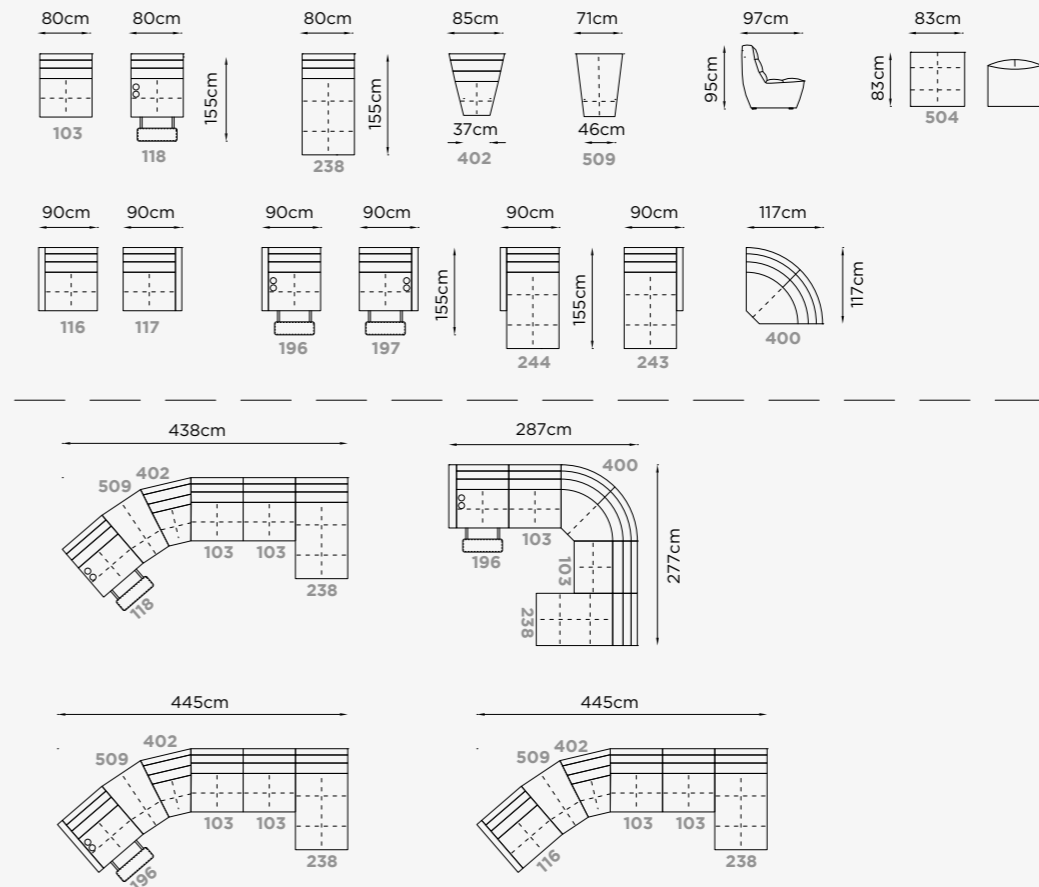 80cm 80cm 80cm 85cm 71cm 97cm 83cm
155cm 155cm 95cm 83cm
37cm 46cm
103 118 238 402 509 504
90cm 90cm 90cm 90cm 90cm 90cm 117cm
155cm 155cm 117cm
116 117 196 197 244 243 400
438cm 287cm
509 402 400
103 103 196 103 277cm
118 238 103
238
445cm 445cm
509 402 509 402
103 103 103 103
196 238 116 238